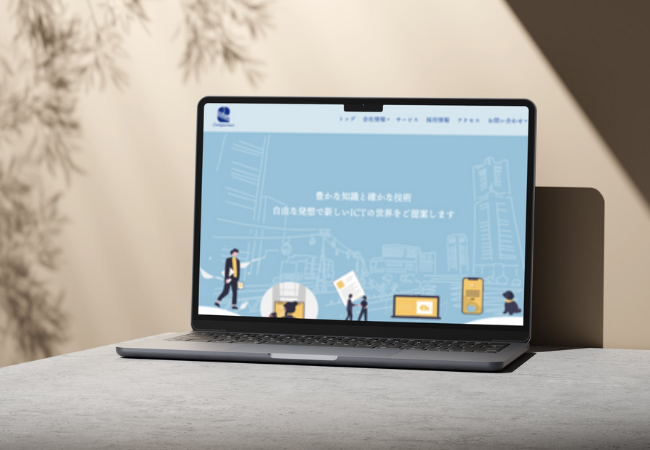 トップ 会社情報 サービス 採用情報 アクセス お問い合わせ
豊かな知識と確かな技術
自由な発想で新しいICTの世界をご提案します